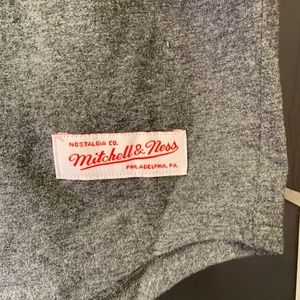 NOSTALGIA CO.
Mitchell & Ness
PHILADELPHIA, PA.